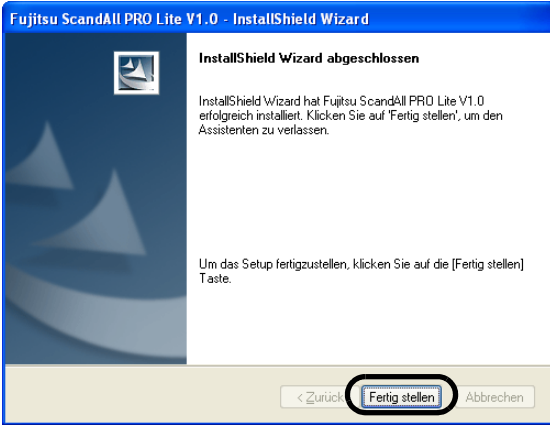 Fujitsu ScandAll PRO Lite V1.0 - InstallShield Wizard
InstallShield Wizard abgeschlossen
InstallShield Wizard hat Fujitsu ScandAll PRO Lite V1.0
erfolgreich installiert. Klicken Sie auf 'Fertig stellen', um den
Assistenten zu verlassen.
Um das Setup fertigzustellen, klicken Sie auf die [Fertig stellen]
Taste.
< Zurück
Fertig stellen
Abbrechen